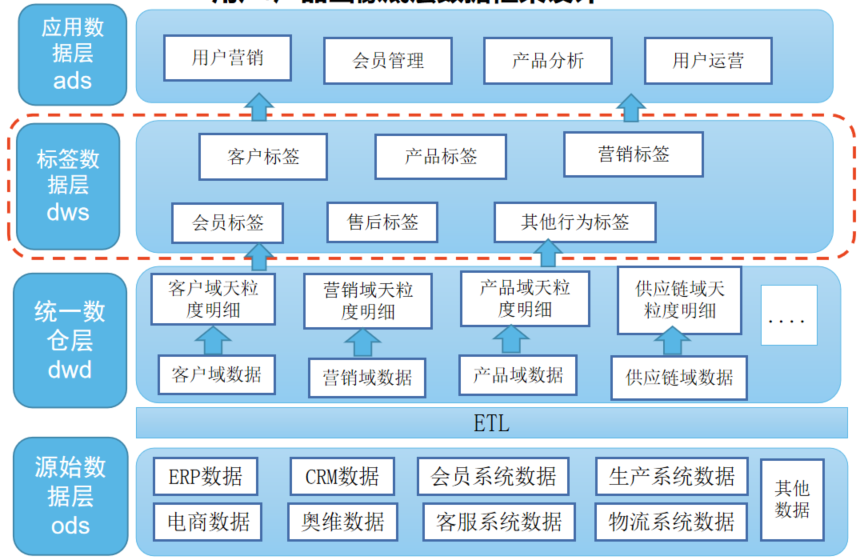 应用数
据层
ads
用户营销
会员管理
产品分析
用户运营
标签数
据层
dws
客户标签
产品标签
营销标签
会员标签
售后标签
其他行为标签
统一数
仓层
dwd
客户域天粒
度明细
营销域天粒
度明细
产品域天粒
度明细
供应链域天
粒度明细
....
客户域数据
营销域数据
产品域数据
供应链域数据
ETL
源始数
据层
ods
ERP数据
CRM数据
会员系统数据
生产系统数据
其他
数据
电商数据
奥维数据
客服系统数据
物流系统数据